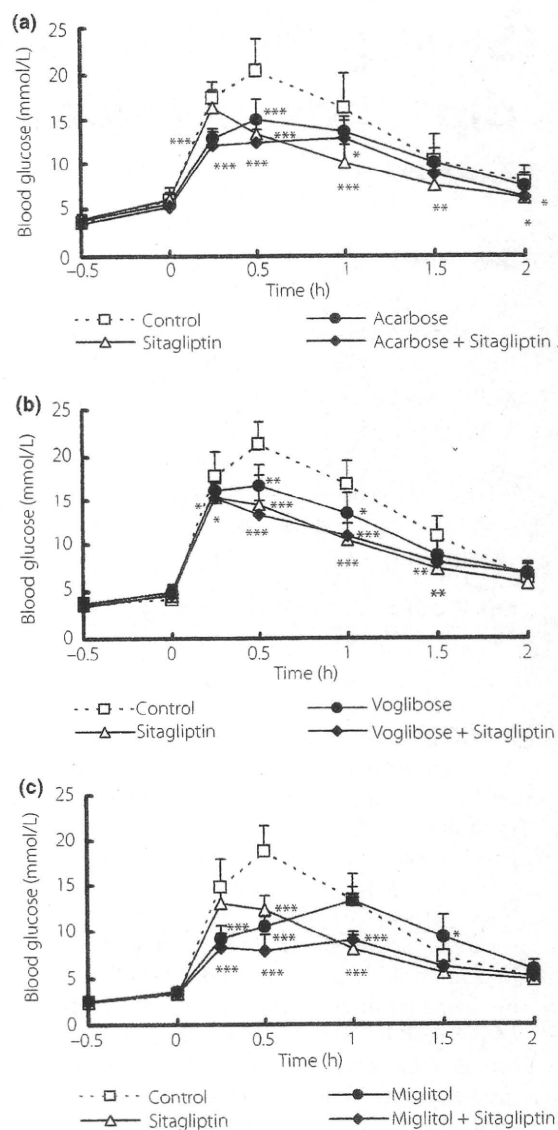 (a)
25
20
15
10
5
0
Blood glucose (mmol/L)
***
***
***
***
***
*
***
**
*
*
−0.5 0 0.5 1 1.5 2
Time (h)
Control Acarbose
Sitagliptin Acarbose + Sitagliptin
(b)
25
20
15
10
5
0
Blood glucose (mmol/L)
*
*
**
***
***
*
***
***
**
**
−0.5 0 0.5 1 1.5 2
Time (h)
Control Voglibose
Sitagliptin Voglibose + Sitagliptin
(c)
25
20
15
10
5
0
Blood glucose (mmol/L)
***
***
***
***
***
***
***
*
−0.5 0 0.5 1 1.5 2
Time (h)
Control Miglitol
Sitagliptin Miglitol + Sitagliptin